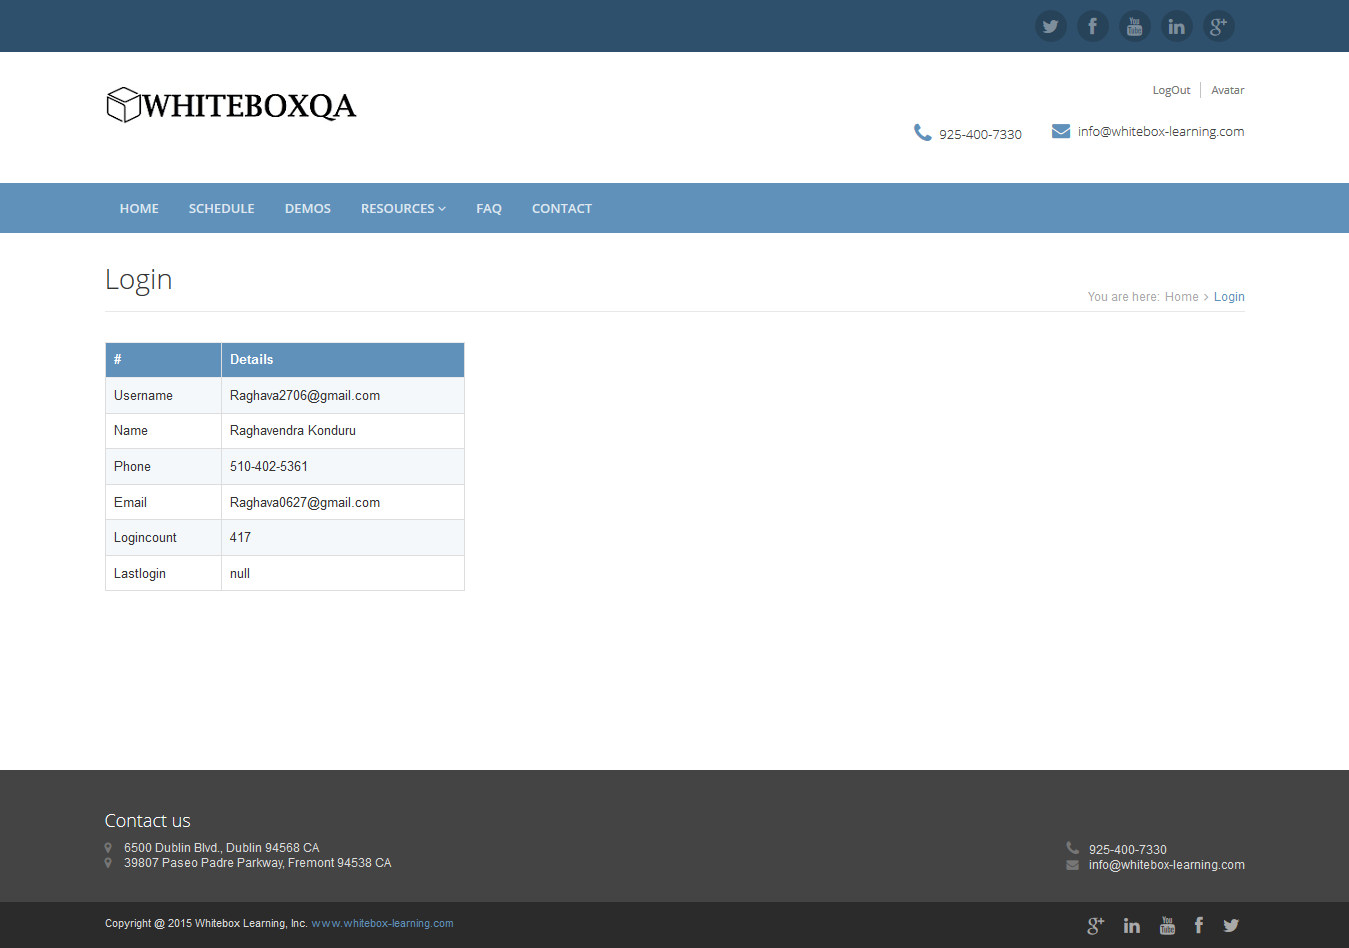 WHITEBOXQA
LogOut Avatar
925-400-7330 info@whitebox-learning.com
HOME SCHEDULE DEMOS RESOURCES FAQ CONTACT
Login
You are here: Home > Login
# Details
Username Raghava2706@gmail.com
Name Raghavendra Konduru
Phone 510-402-5361
Email Raghava0627@gmail.com
Logincount 417
Lastlogin null
Contact us
6500 Dublin Blvd., Dublin 94568 CA
39807 Paseo Padre Parkway, Fremont 94538 CA
925-400-7330
info@whitebox-learning.com
Copyright @ 2015 Whitebox Learning, Inc. www.whitebox-learning.com